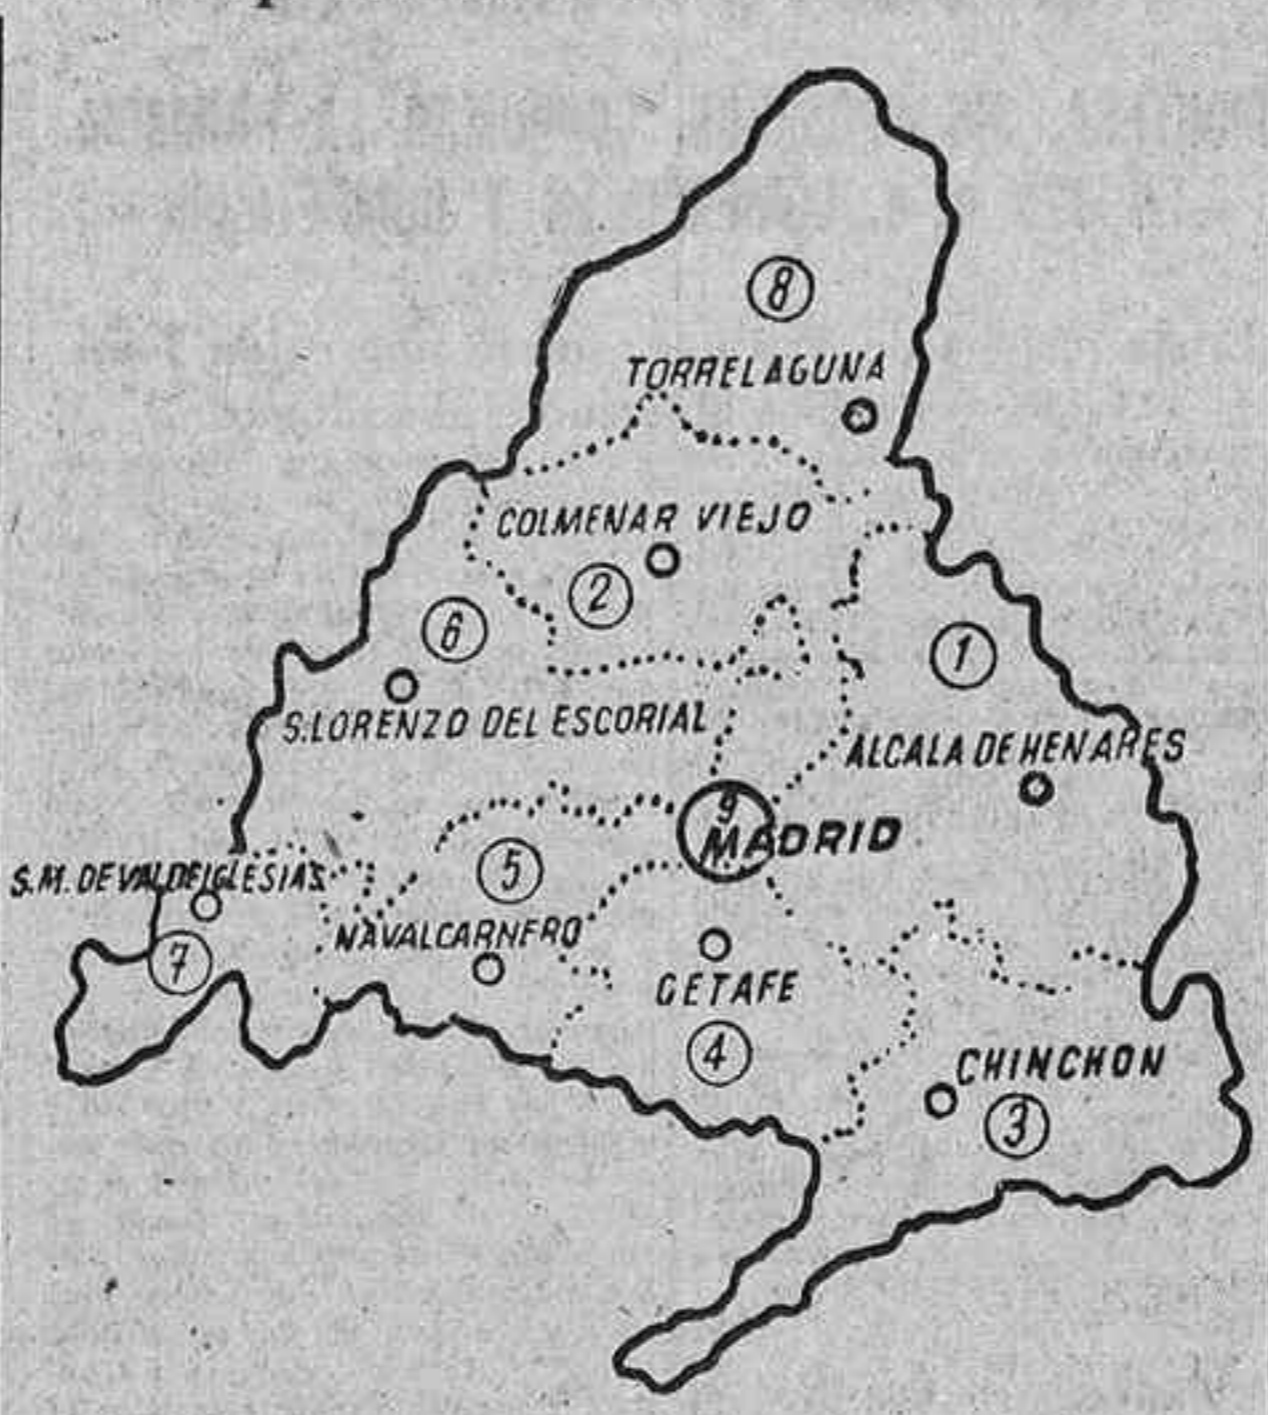 8
TORRELAGUNA
COLMENAR VIEJO
2
6
1
S.LORENZO DEL ESCORIAL
ALCALA DE HENARES
9
MADRID
5
S.M. DE VALDEIGLESIAS
NAVALCARNERO
7
GETAFE
4
CHINCHON
3